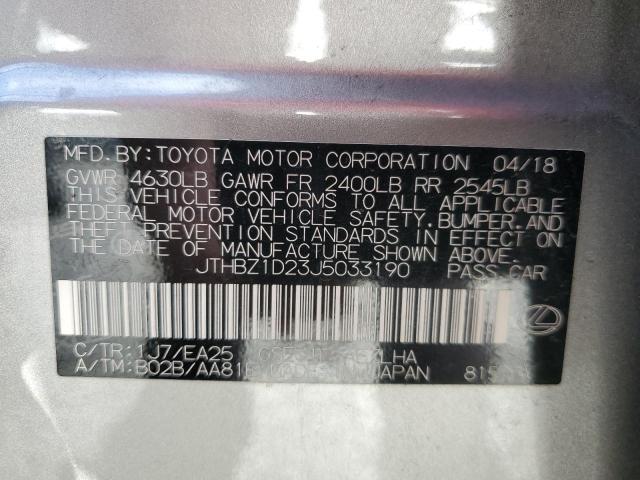 MFD. BY: TOYOTA MOTOR CORPORATION 04/18
GVWR 4630LB GAWR FR 2400LB RR 2545LB
THIS VEHICLE CONFORMS TO ALL APPLICABLE
FEDERAL MOTOR VEHICLE SAFETY, BUMPER, AND
THEFT PREVENTION STANDARDS IN EFFECT ON
THE DATE OF MANUFACTURE SHOWN ABOVE.
JTHBZ1D23J5033190 PASS CAR
C/TR: 1J7/EA25
A/TM: B02B/AA81E